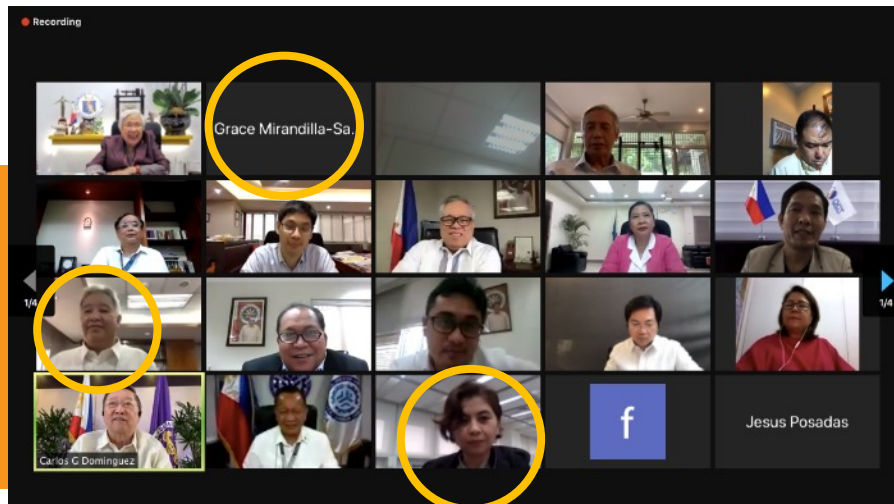 Recording
Grace Mirandilla-Sa...
1/4
1/4
Carlos G Dominguez
f
Jesus Posadas